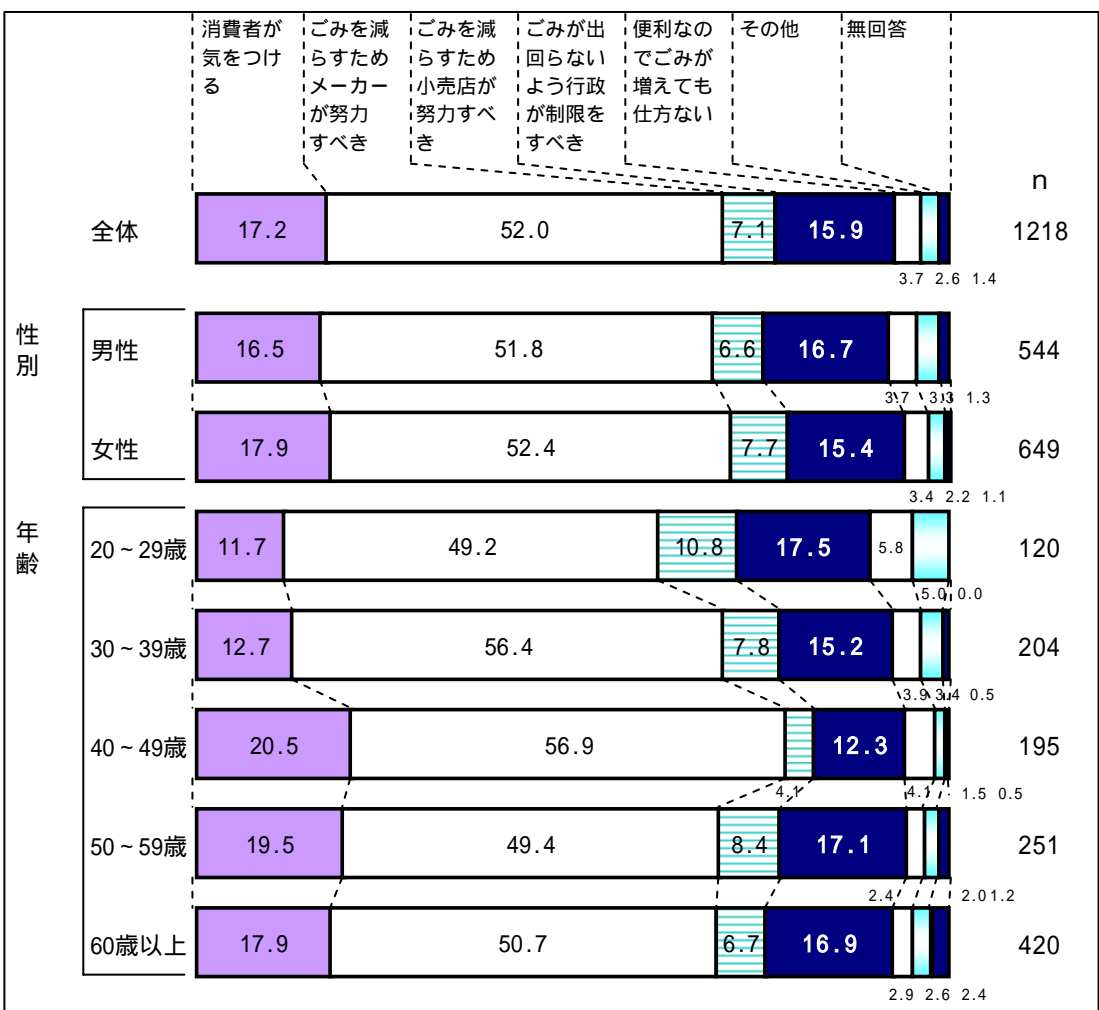 消費者が
気をつけ
る
ごみを減
らすため
メーカー
が努力
すべき
ごみを減
らすため
小売店が
努力すべ
き
ごみが出
回らない
よう行政
が制限を
すべき
便利なの
でごみが
増えても
仕方ない
その他
無回答
n
全体 17.2 52.0 7.1 15.9 1218
3.7 2.6 1.4
性
別
男性 16.5 51.8 6.6 16.7 544
3.7 3.3 1.3
女性 17.9 52.4 7.7 15.4 649
3.4 2.2 1.1
年
齢
20~29歳 11.7 49.2 10.8 17.5 5.8 120
5.0 0.0
30~39歳 12.7 56.4 7.8 15.2 204
3.9 3.4 0.5
40~49歳 20.5 56.9 12.3 195
4.1 4.1 1.5 0.5
50~59歳 19.5 49.4 8.4 17.1 251
2.4 2.0 1.2
60歳以上 17.9 50.7 6.7 16.9 420
2.9 2.6 2.4